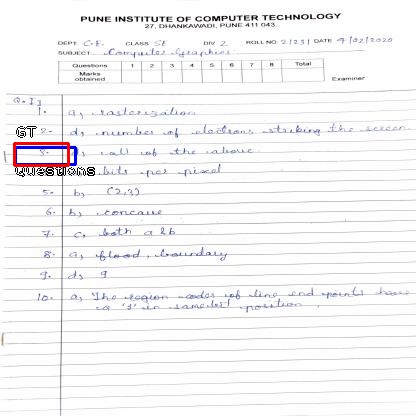 PUNE INSTITUTE OF COMPUTER TECHNOLOGY
27, DHANKAWADI, PUNE 411 043.
DEPT C.E. CLASS SE DIV 2 ROLL NO. 2/23) DATE 4/02/2020
SUBJECT Computer Graphics
Questions 1 2 3 4 5 6 7 8 Total
Marks obtained
Examiner
Q.1]
1. a, rasterization
GT
2. d, number of electrons striking the screen
3. d, all of the above
Questions
bits per pixel
5. b, (2,3)
6. b, concave
7. c, both a & b
8. a, flood, boundary
9. d, 9
10. a, The region codes of line end points have
a '1' in same bit position.